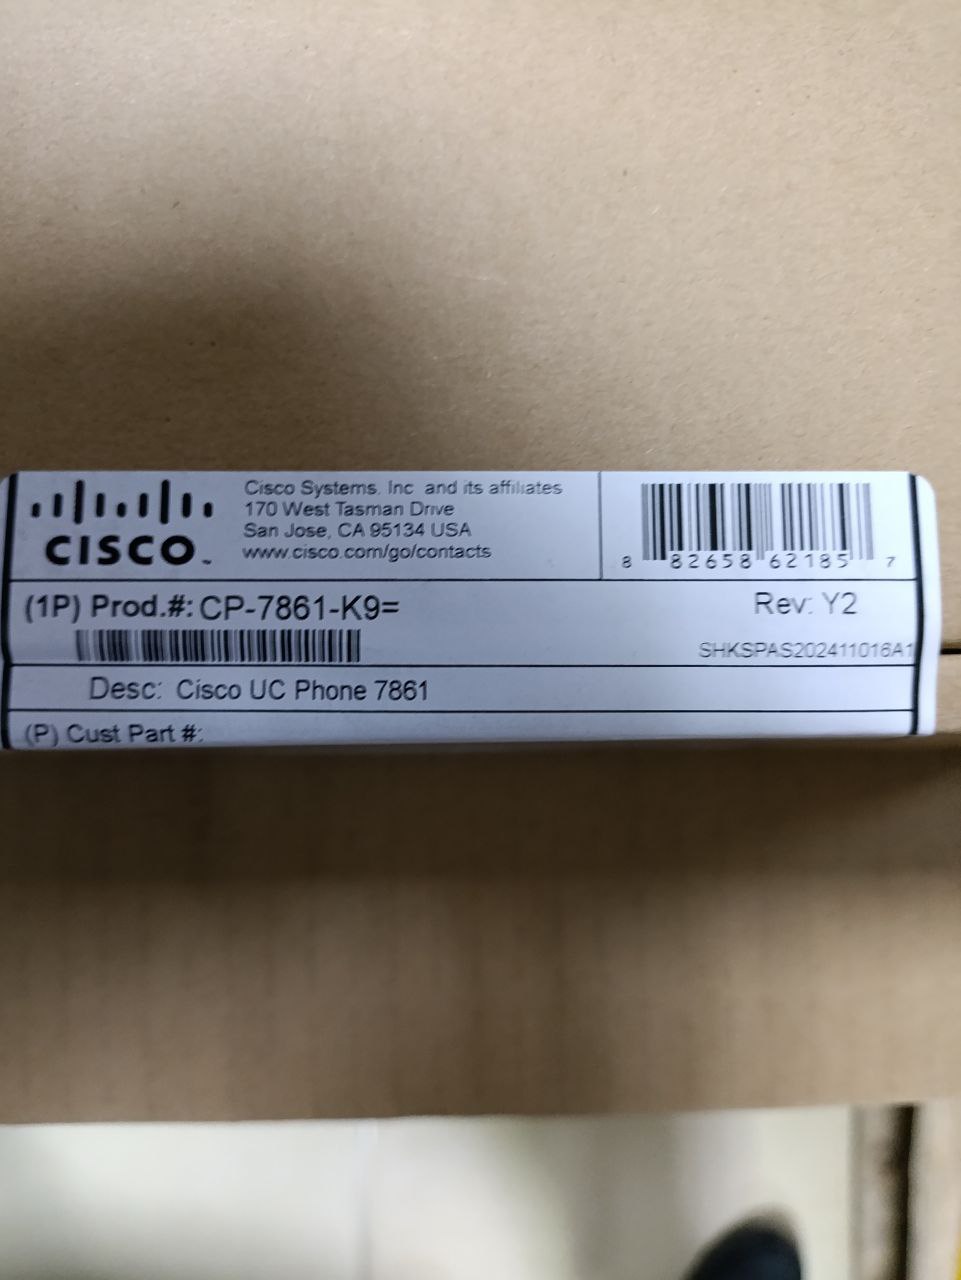 CISCO™
Cisco Systems, Inc and its affiliates
170 West Tasman Drive
San Jose, CA 95134 USA
www.cisco.com/go/contacts
8 82658 62185 7
(1P) Prod.#: CP-7861-K9=
Rev: Y2
SHKSPAS202411016A1
Desc: Cisco UC Phone 7861
(P) Cust Part #: